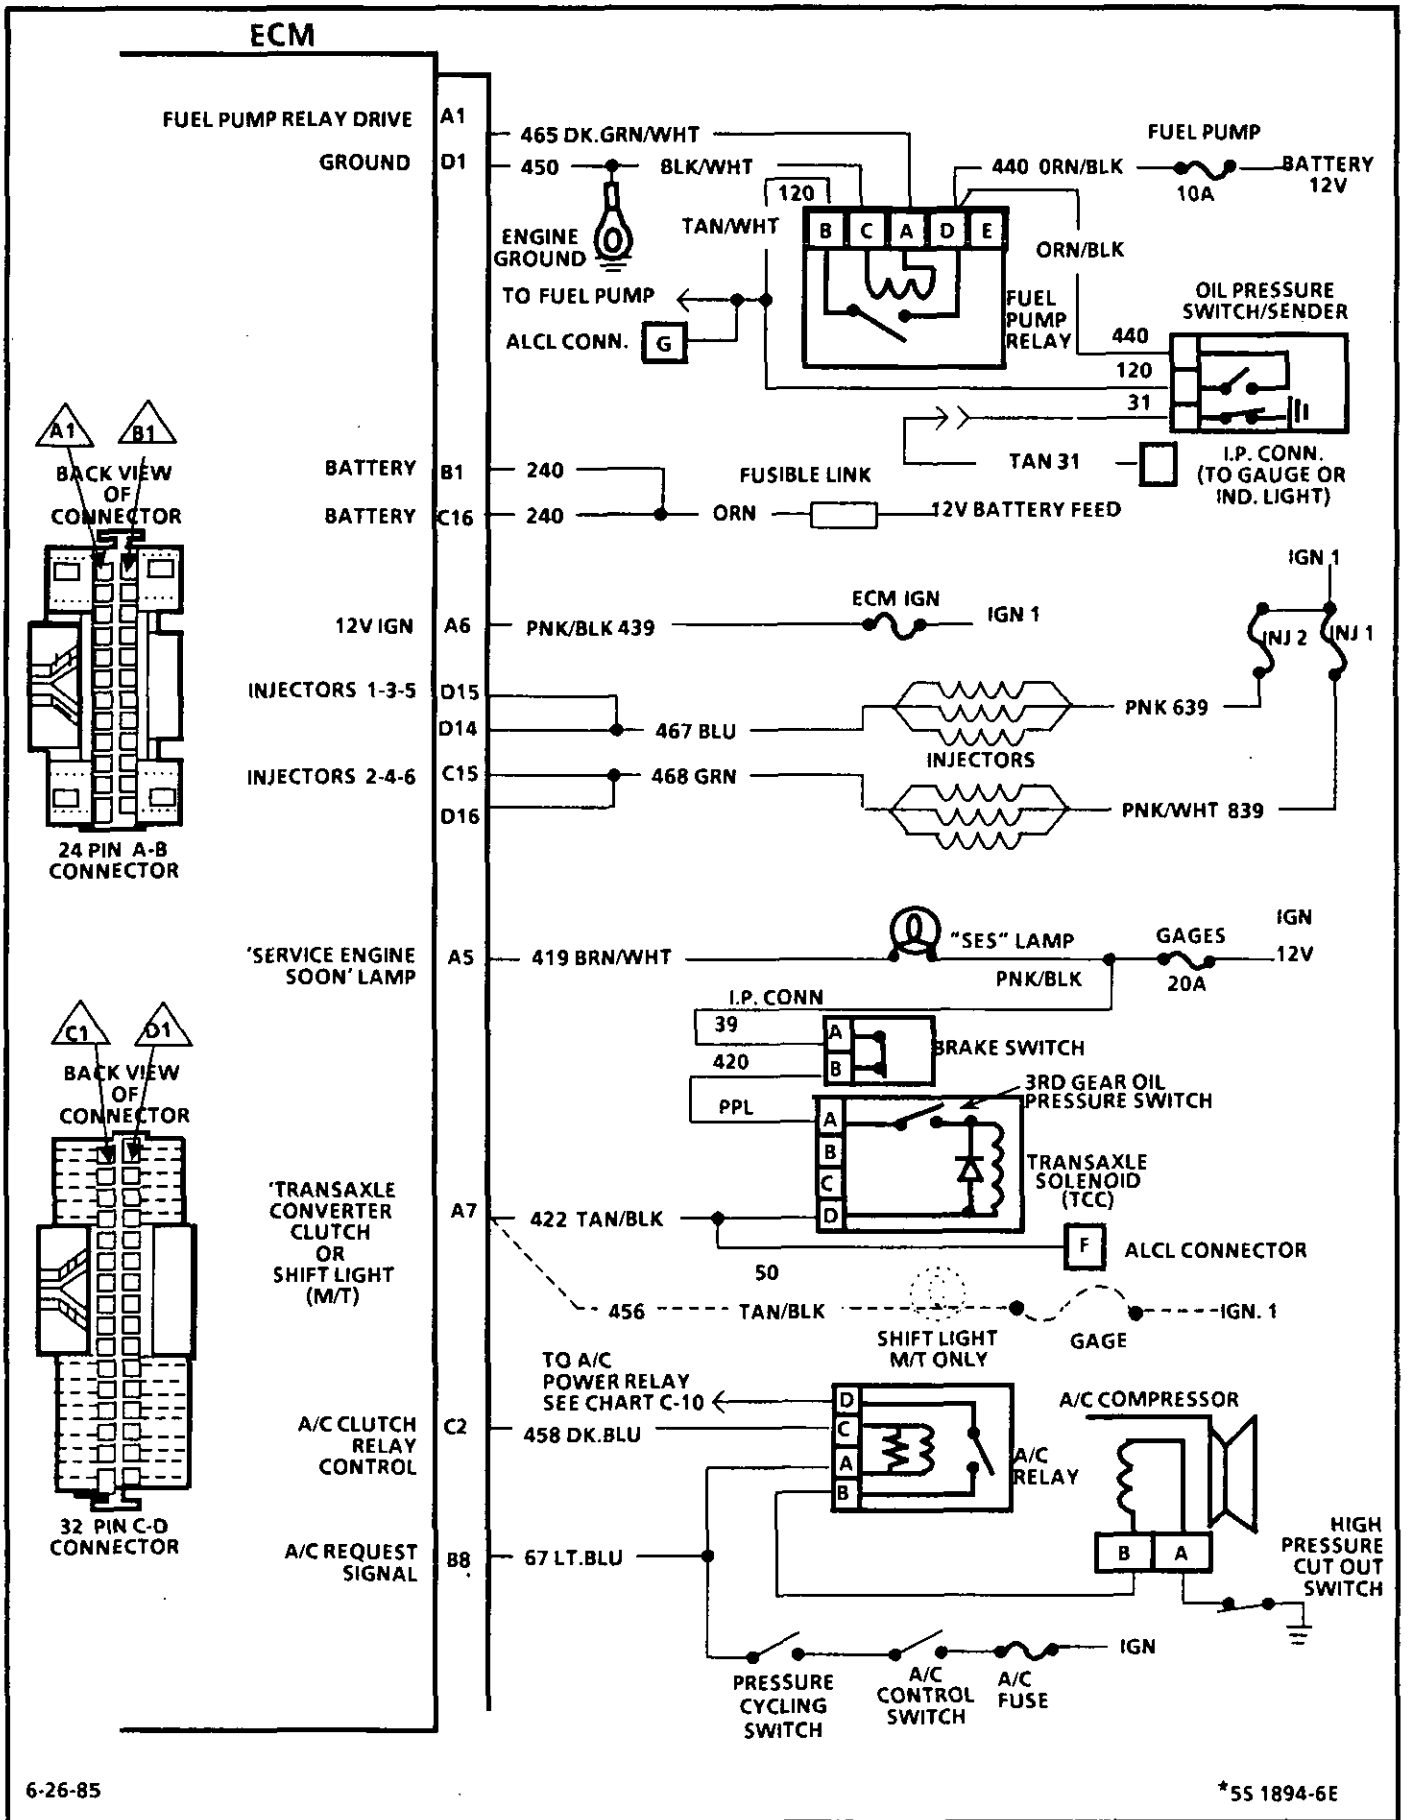 ECM
FUEL PUMP RELAY DRIVE
A1
465 DK.GRN/WHT
GROUND
D1
450
BLK/WHT
440 ORN/BLK
FUEL PUMP
10A
BATTERY
12V
120
TAN/WHT
B C A D E
ORN/BLK
ENGINE
GROUND
TO FUEL PUMP
ALCL CONN.
G
FUEL
PUMP
RELAY
OIL PRESSURE
SWITCH/SENDER
440
120
31
TAN 31
I.P. CONN.
(TO GAUGE OR
IND. LIGHT)
A1
B1
BACK VIEW
OF
CONNECTOR
24 PIN A-B
CONNECTOR
BATTERY
B1
240
BATTERY
C16
240
ORN
FUSIBLE LINK
12V BATTERY FEED
12V IGN
A6
PNK/BLK 439
ECM IGN
IGN 1
IGN 1
INJ 2
INJ 1
INJECTORS 1-3-5
D15
D14
467 BLU
PNK 639
INJECTORS
INJECTORS 2-4-6
C15
D16
468 GRN
PNK/WHT 839
'SERVICE ENGINE
SOON' LAMP
A5
419 BRN/WHT
"SES" LAMP
PNK/BLK
GAGES
20A
IGN
12V
I.P. CONN
39
420
PPL
A
B
BRAKE SWITCH
3RD GEAR OIL
PRESSURE SWITCH
A
B
C
D
TRANSAXLE
SOLENOID
(TCC)
C1
D1
BACK VIEW
OF
CONNECTOR
32 PIN C-D
CONNECTOR
'TRANSAXLE
CONVERTER
CLUTCH
OR
SHIFT LIGHT
(M/T)
A7
422 TAN/BLK
F
ALCL CONNECTOR
50
456
TAN/BLK
IGN. 1
SHIFT LIGHT
M/T ONLY
GAGE
TO A/C
POWER RELAY
SEE CHART C-10
A/C CLUTCH
RELAY
CONTROL
C2
458 DK.BLU
D
C
A
B
A/C
RELAY
A/C COMPRESSOR
B A
HIGH
PRESSURE
CUT OUT
SWITCH
A/C REQUEST
SIGNAL
B8
67 LT.BLU
PRESSURE
CYCLING
SWITCH
A/C
CONTROL
SWITCH
A/C
FUSE
IGN
6-26-85
*5S 1894-6E